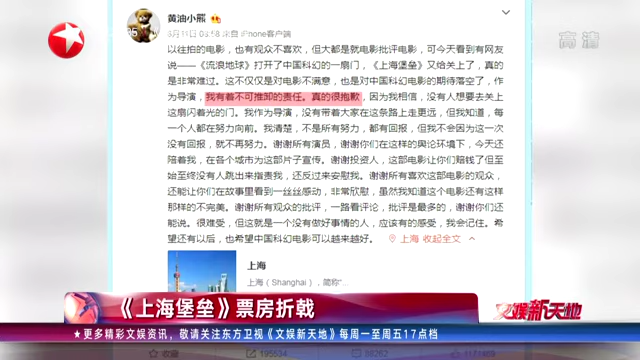 黄油小熊
高清
8月11日 03:58 来自 iPhone客户端
以往拍的电影，也有观众不喜欢，但大都是就电影批评电影，可今天看到有网友
说——《流浪地球》打开了中国科幻的一扇门，《上海堡垒》又给关上了，真的
是非常难过。这不仅仅是对电影不满意，也是对中国科幻电影的期待落空了，作
为导演，我有着不可推卸的责任。真的很抱歉，因为我相信，没有人想要去关上
这扇闪着光的门。我作为导演，没有带着大家在这条路上走更远，但我知道，每
一个人都在努力向前。我清楚，不是所有努力，都有回报，但我不会因为这一次
没有回报，就不再努力。谢谢所有演员，谢谢你们在这样的舆论环境下，今天还
陪着我，在各个城市为这部片子宣传。谢谢投资人，这部电影让你们赔钱了但至
始至终没有人跳出来指责我，还反过来安慰我。谢谢所有喜欢这部电影的观众，
还能让你们在故事里看到一丝丝感动，非常欣慰，虽然我知道这个电影还有这样
那样的不完美。谢谢所有观众的批评，一路看评论，批评是最多的，谢谢你们还
能说。很难受，但这就是一个没有做好事情的人，应该有的感受，我会记住。希
望还有以后，也希望中国科幻电影可以越来越好。 上海 收起全文
上海
上海（Shanghai），简称“...
《上海堡垒》票房折戟
文娱新天地
★更多精彩文娱资讯，敬请关注东方卫视《文娱新天地》每周一至周五17点档